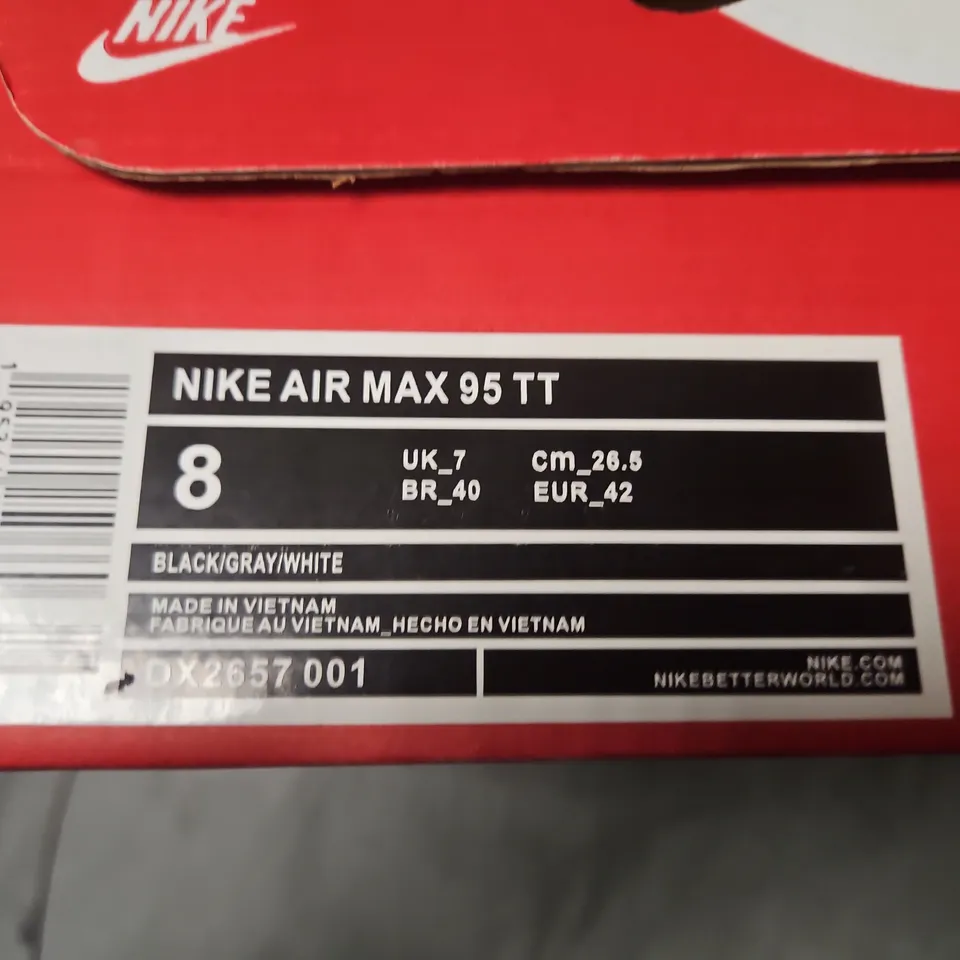 NIKE
NIKE AIR MAX 95 TT
8
UK_7 cm_26.5
BR_40 EUR_42
BLACK/GRAY/WHITE
MADE IN VIETNAM
FABRIQUE AU VIETNAM_HECHO EN VIETNAM
DX2657 001
NIKE.COM
NIKEBETTERWORLD.COM